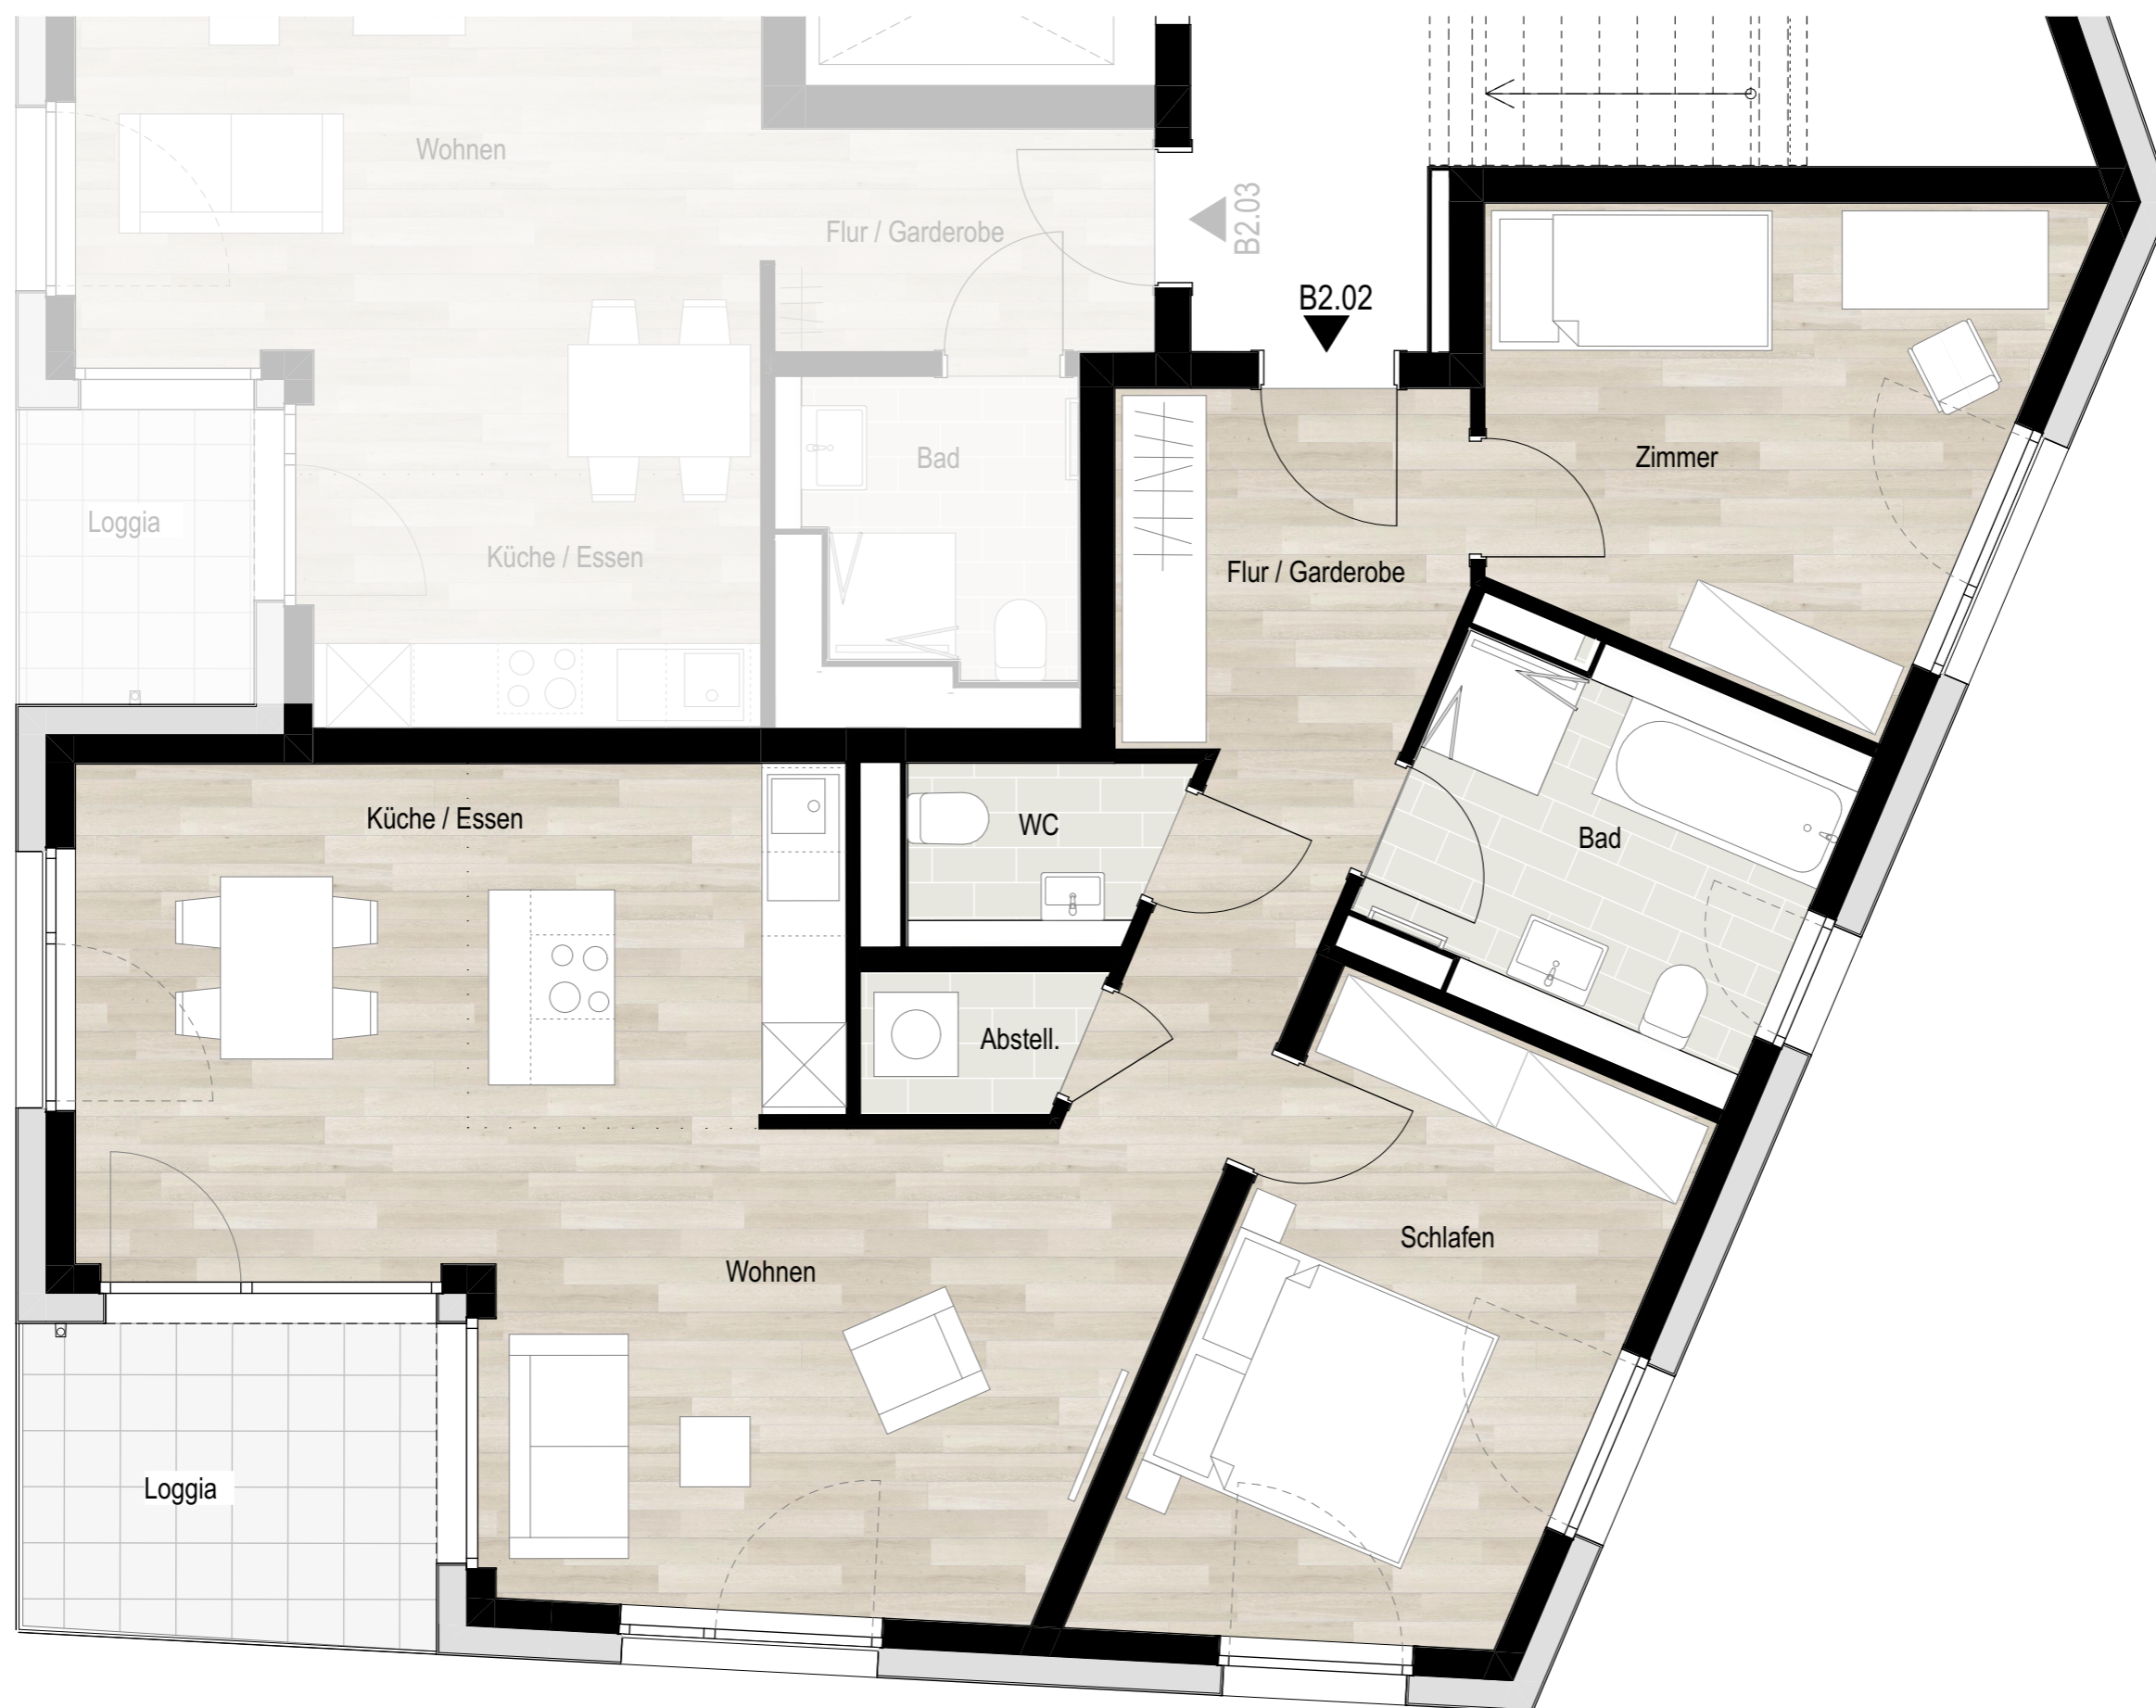 Wohnen
Flur / Garderobe
B2.03
B2.02
Bad
Zimmer
Loggia
Küche / Essen
Flur / Garderobe
Küche / Essen
WC
Bad
Abstell.
Schlafen
Wohnen
Loggia